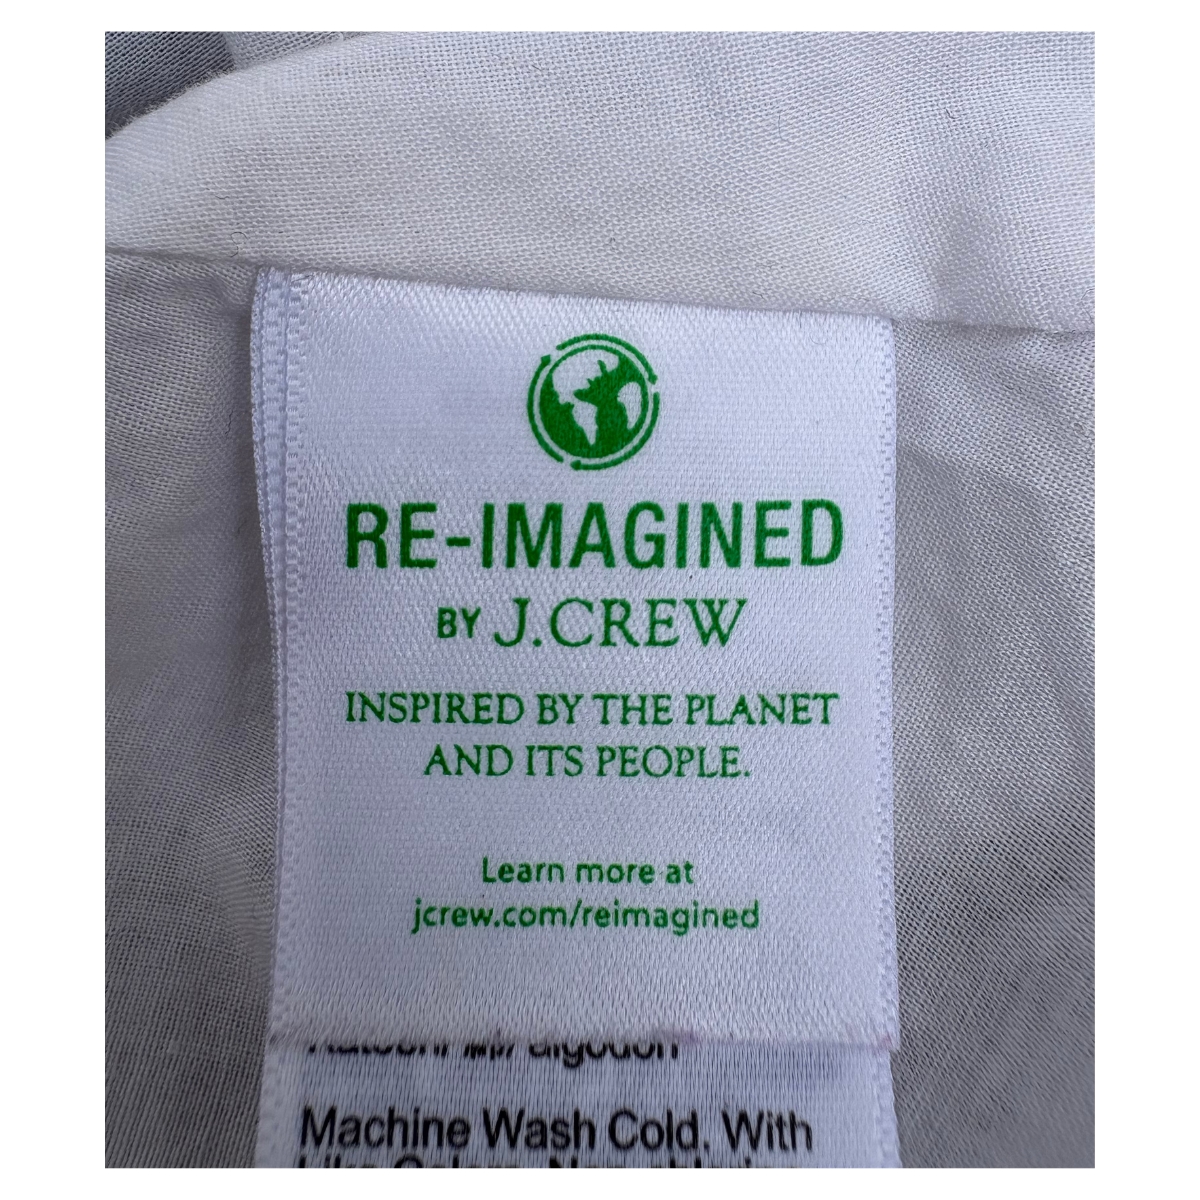 RE-IMAGINED
BY J.CREW
INSPIRED BY THE PLANET
AND ITS PEOPLE.
Learn more at
jcrew.com/reimagined
algodon
Machine Wash Cold. With